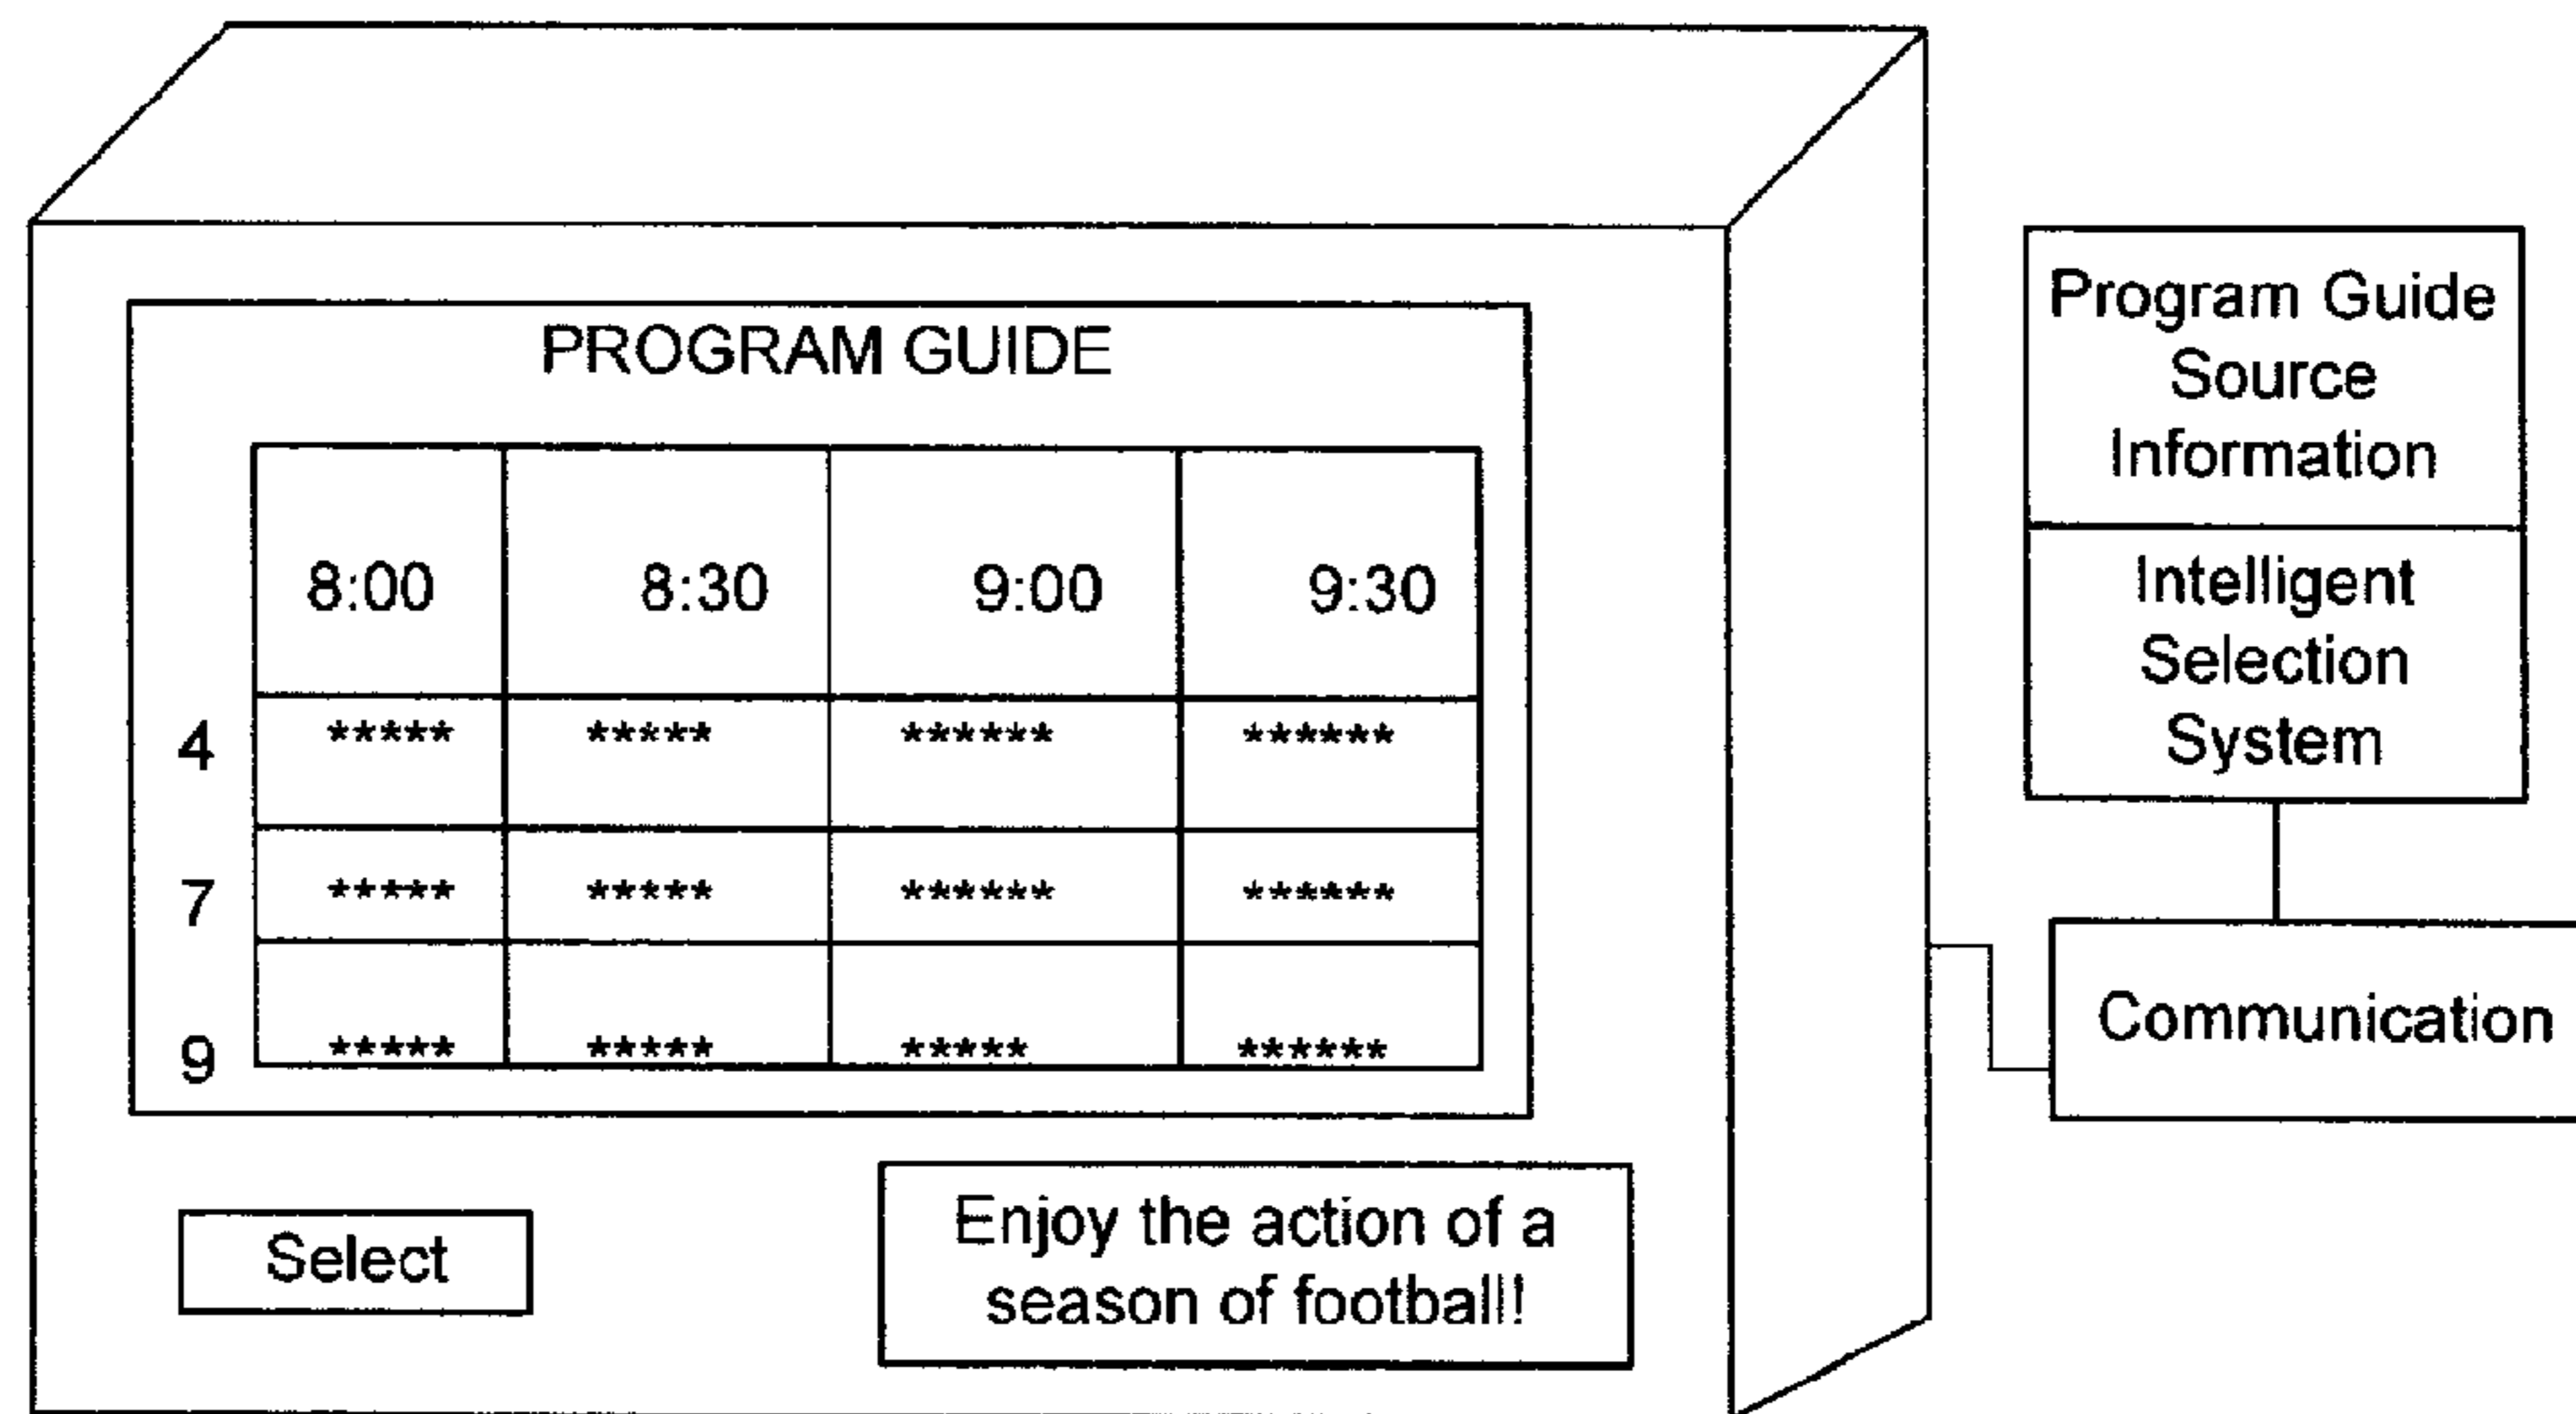 PROGRAM GUIDE
8:00 8:30 9:00 9:30
4 ***** ***** ****** ******
7 ***** ***** ****** ******
9 ***** ***** ***** ******
Select
Enjoy the action of a
season of football!
Program Guide
Source
Information
Intelligent
Selection
System
Communication